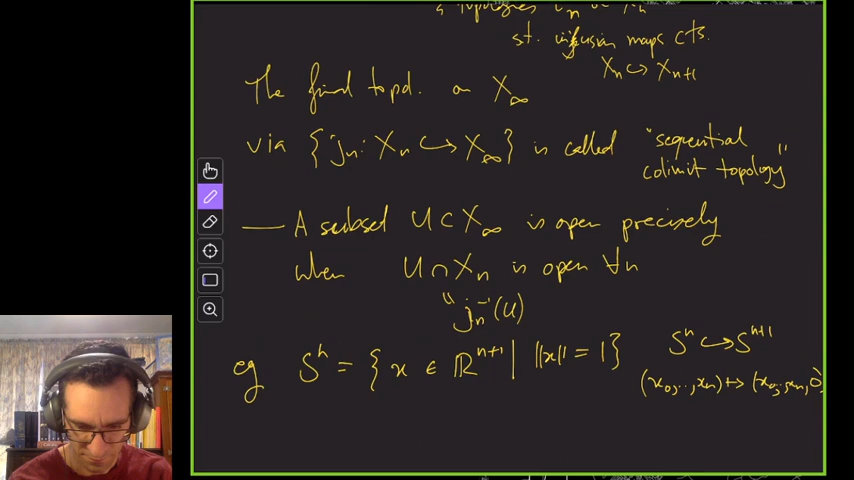 st. inclusion maps cts.
Xₙ ↪ Xₙ₊₁
The final topol. on X∞
via {jₙ: Xₙ ↪ X∞} is called "sequential colimit topology"
— A subset U ⊂ X∞ is open precisely
when U ∩ Xₙ is open ∀n
" jₙ⁻¹(U)
eg Sⁿ = {x ∈ ℝⁿ⁺¹ | ||x|| = 1} Sⁿ ↪ Sⁿ⁺¹
(x₀,..,xₙ) ↦ (x₀,..,xₙ,0)